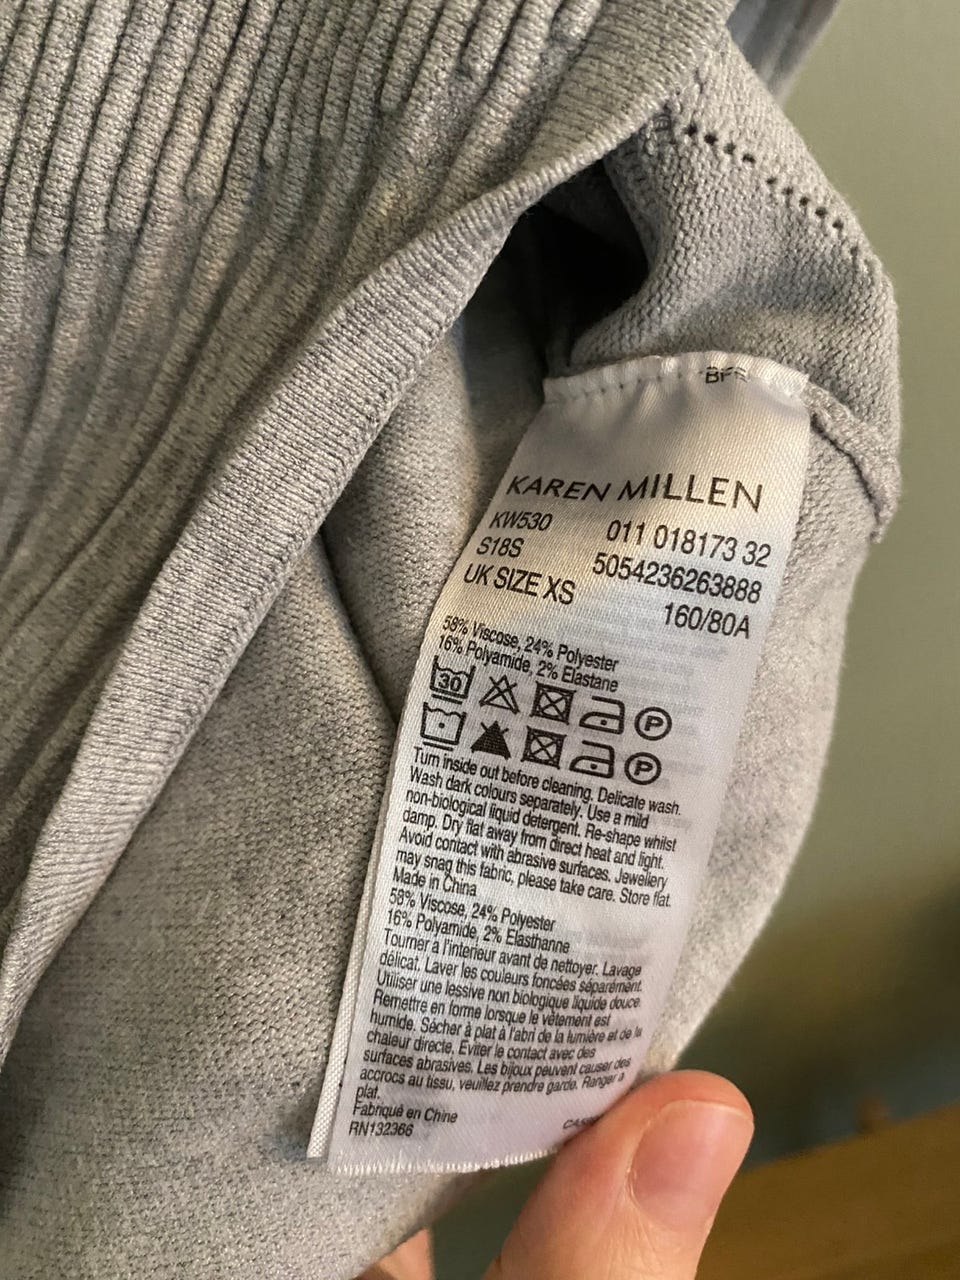 KAREN MILLEN
KW530 011 018173 32
S18S 5054236263888
UK SIZE XS 160/80A
58% Viscose, 24% Polyester
16% Polyamide, 2% Elastane
30 P
P
Turn inside out before cleaning. Delicate wash.
Wash dark colours separately. Use a mild
non-biological liquid detergent. Re-shape whilst
damp. Dry flat away from direct heat and light.
Avoid contact with abrasive surfaces. Jewellery
may snag this fabric, please take care. Store flat.
Made in China
58% Viscose, 24% Polyester
16% Polyamide, 2% Elasthanne
Tourner à l'interieur avant de nettoyer. Lavage
délicat. Laver les couleurs foncées séparément.
Utiliser une lessive non biologique liquide douce.
Remettre en forme lorsque le vêtement est
humide. Sécher à plat à l'abri de la lumière et de la
chaleur directe. Eviter le contact avec des
surfaces abrasives. Les bijoux peuvent causer des
accrocs au tissu, veuillez prendre garde. Ranger à
plat.
Fabriqué en Chine
RN132366